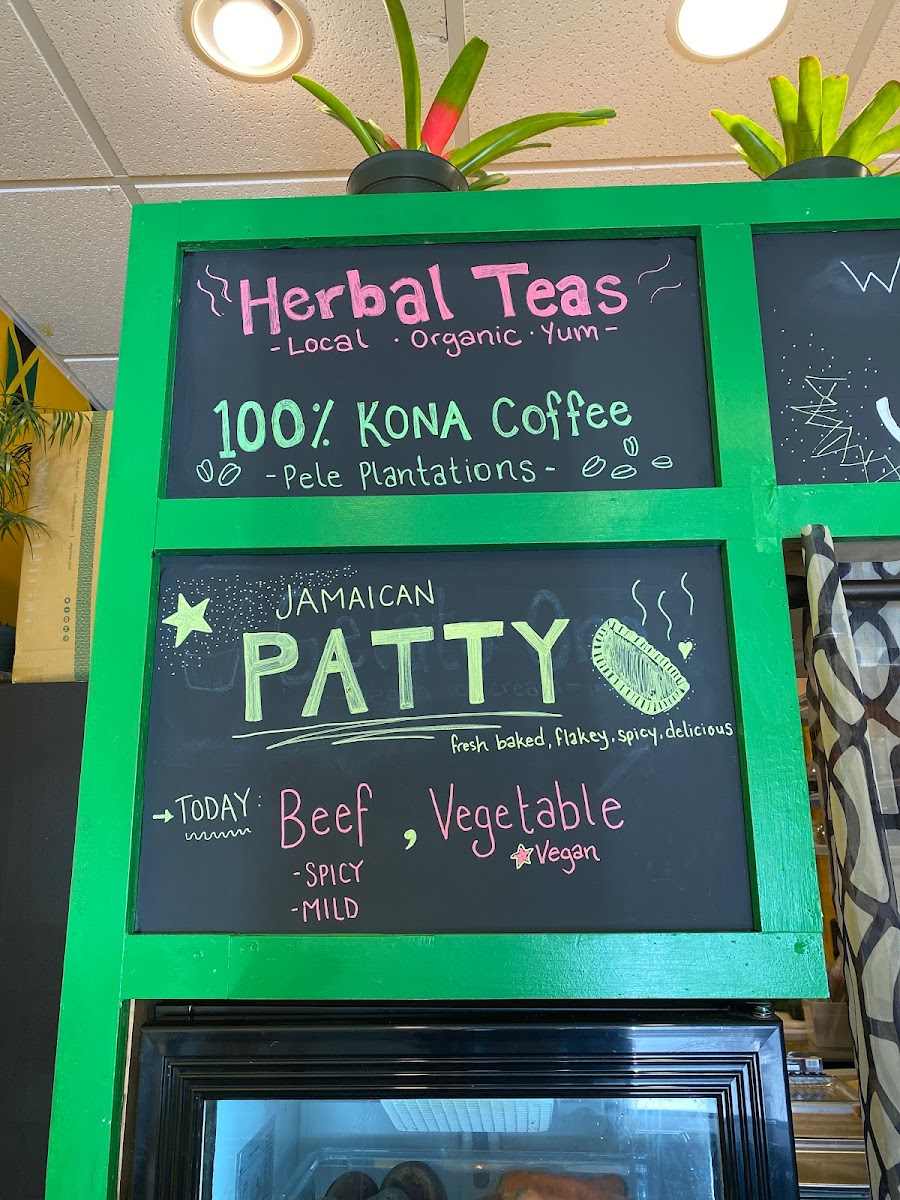 Herbal Teas
-Local · Organic · Yum-
100% KONA Coffee
-Pele Plantations-
JAMAICAN
PATTY
fresh baked, flakey, spicy, delicious
→TODAY: Beef , Vegetable
-SPICY
Vegan
-MILD
W